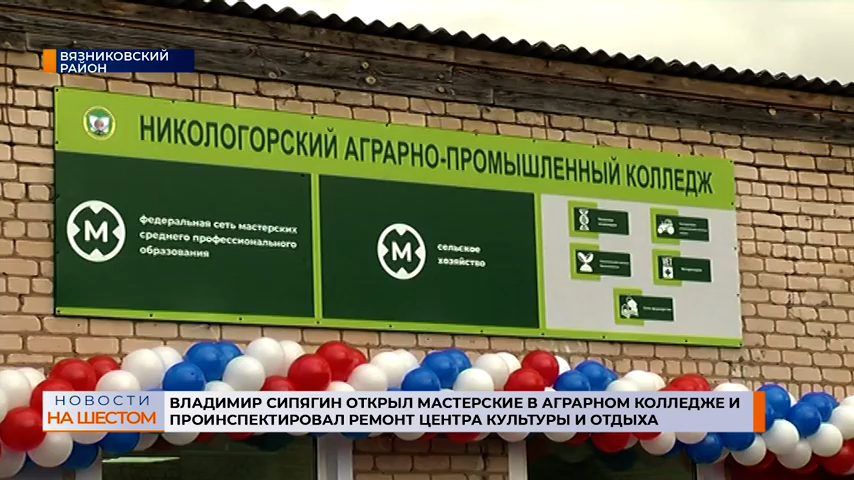 ВЯЗНИКОВСКИЙ
РАЙОН
НИКОЛОГОРСКИЙ АГРАРНО-ПРОМЫШЛЕННЫЙ КОЛЛЕДЖ
М
федеральная сеть мастерских
среднего профессионального
образования
М
сельское
хозяйство
VET
НОВОСТИ
НА ШЕСТОМ
ВЛАДИМИР СИПЯГИН ОТКРЫЛ МАСТЕРСКИЕ В АГРАРНОМ КОЛЛЕДЖЕ И
ПРОИНСПЕКТИРОВАЛ РЕМОНТ ЦЕНТРА КУЛЬТУРЫ И ОТДЫХА